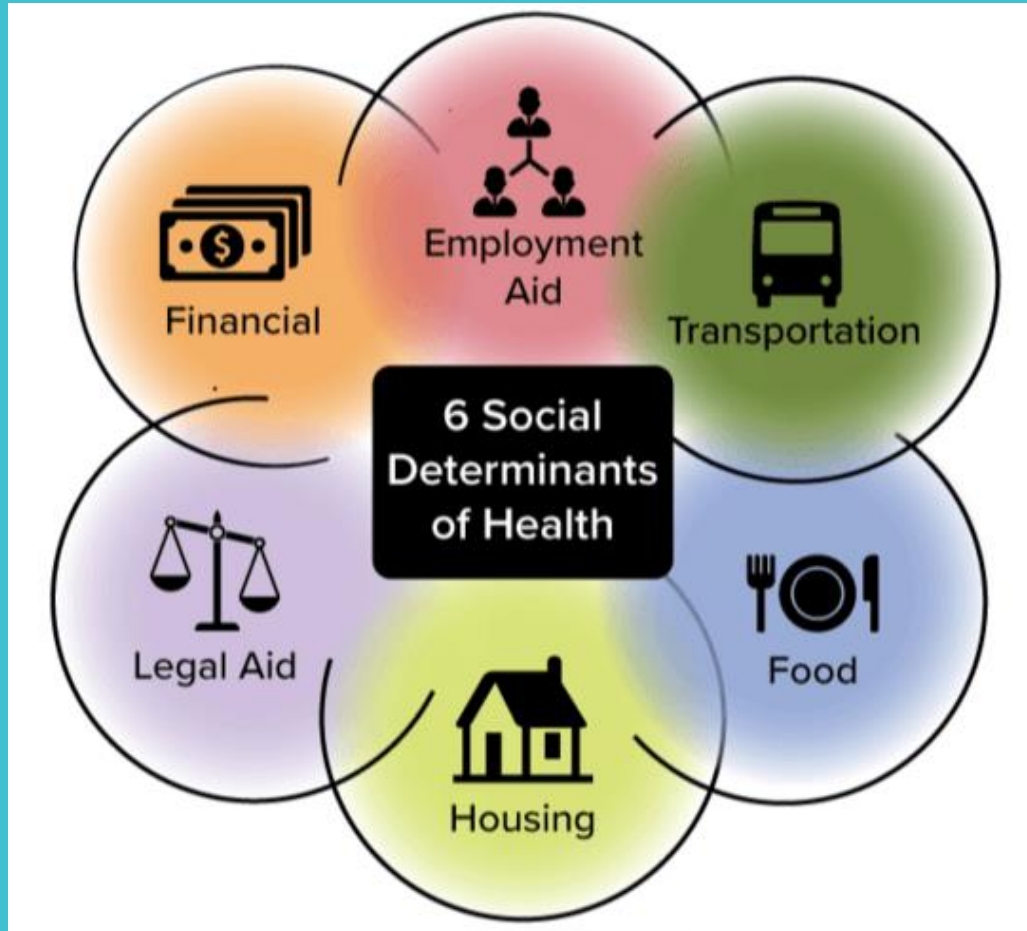 Employment
Aid
Financial
Transportation
6 Social
Determinants
of Health
Legal Aid
Food
Housing
$